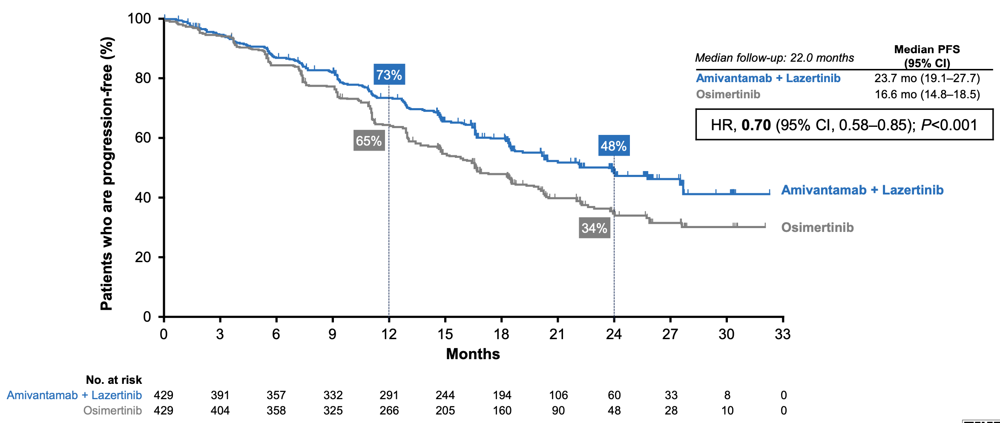 Patients who are progression-free (%)
100
80
60
40
20
0
73%
65%
48%
34%
Median follow-up: 22.0 months
Median PFS
(95% CI)
Amivantamab + Lazertinib 23.7 mo (19.1–27.7)
Osimertinib 16.6 mo (14.8–18.5)
HR, 0.70 (95% CI, 0.58–0.85); P<0.001
Amivantamab + Lazertinib
Osimertinib
0 3 6 9 12 15 18 21 24 27 30 33
Months
No. at risk
Amivantamab + Lazertinib 429 391 357 332 291 244 194 106 60 33 8 0
Osimertinib 429 404 358 325 266 205 160 90 48 28 10 0